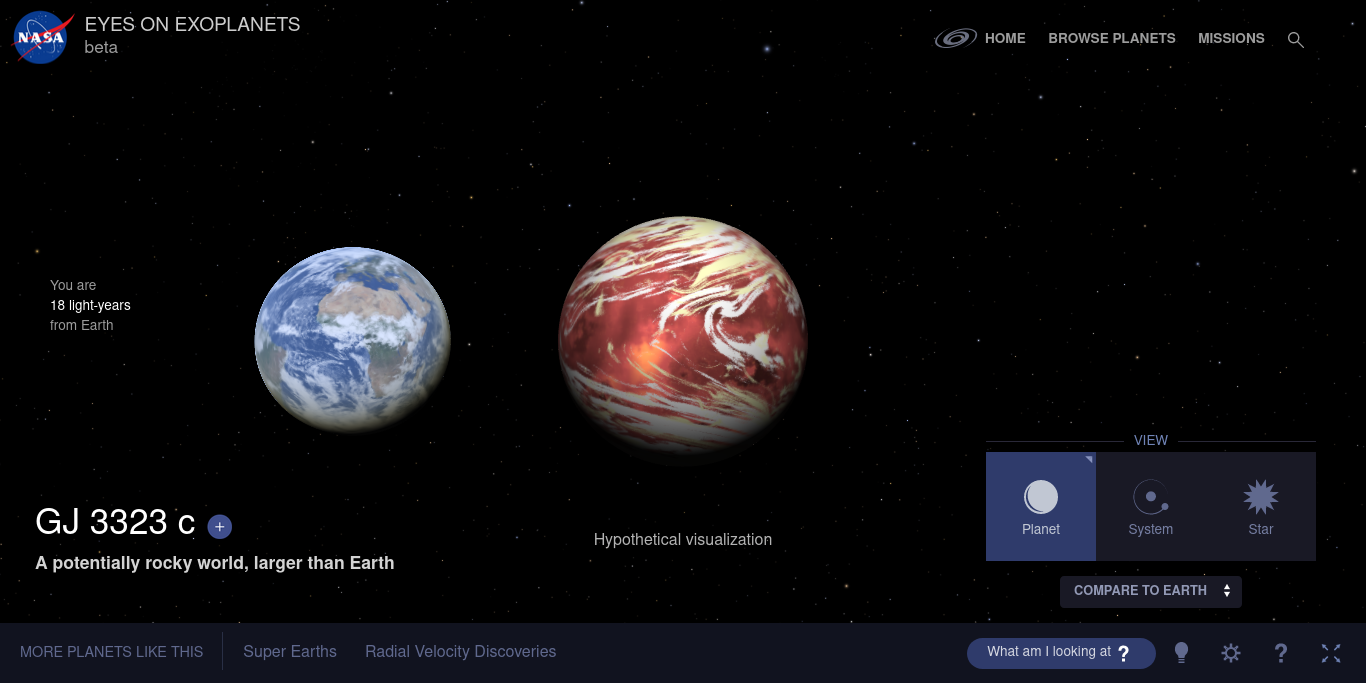 NASA
EYES ON EXOPLANETS
beta
HOME
BROWSE PLANETS
MISSIONS
You are
18 light-years
from Earth
VIEW
Planet
System
Star
GJ 3323 c +
A potentially rocky world, larger than Earth
Hypothetical visualization
COMPARE TO EARTH
MORE PLANETS LIKE THIS
Super Earths
Radial Velocity Discoveries
What am I looking at ?
?